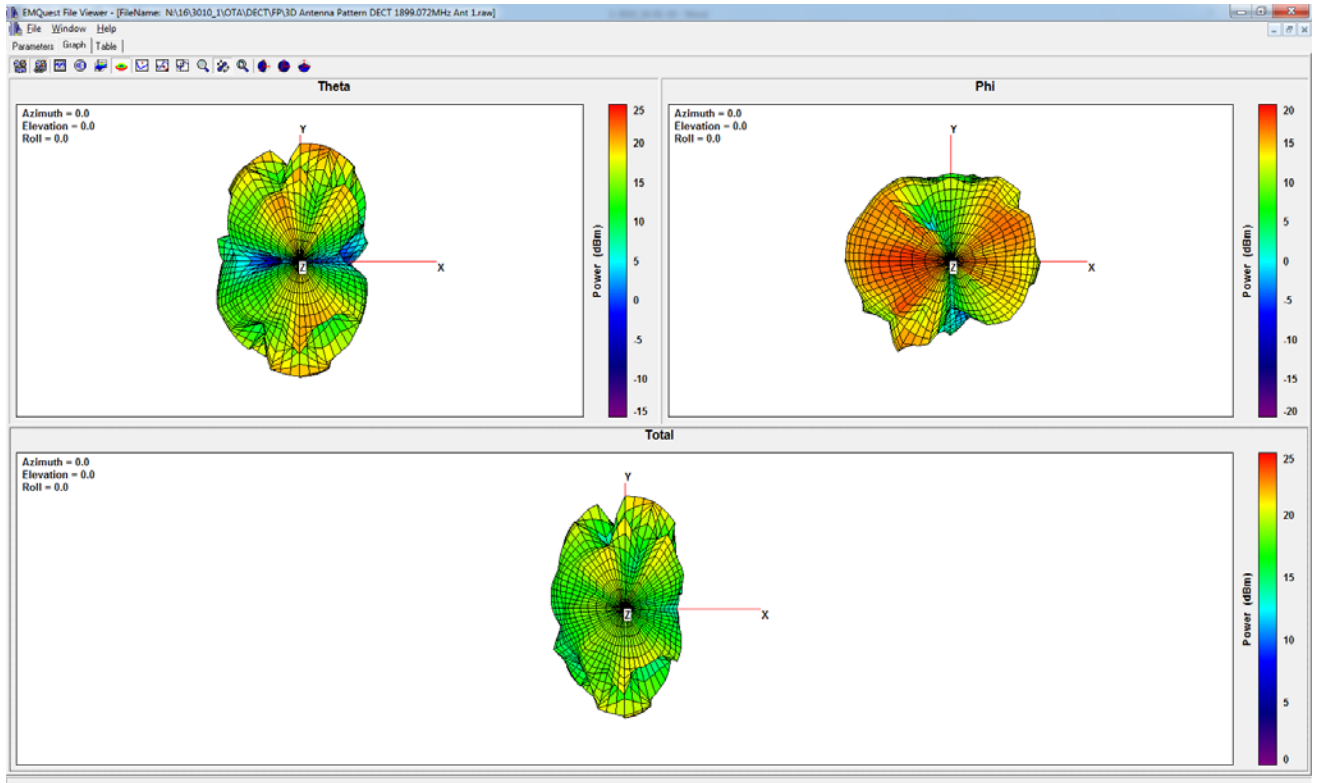 EMQuest File Viewer - [FileName: N:\16\3010_1\OTA\DECT\FP\3D Antenna Pattern DECT 1899.072MHz Ant 1.raw]
File Window Help
Parameters Graph Table
Theta
Azimuth = 0.0
Elevation = 0.0
Roll = 0.0
Y
X
Z
25
20
15
10
5
0
-5
-10
-15
Power (dBm)
Phi
Azimuth = 0.0
Elevation = 0.0
Roll = 0.0
Y
X
Z
20
15
10
5
0
-5
-10
-15
-20
Power (dBm)
Total
Azimuth = 0.0
Elevation = 0.0
Roll = 0.0
Y
X
Z
25
20
15
10
5
0
Power (dBm)